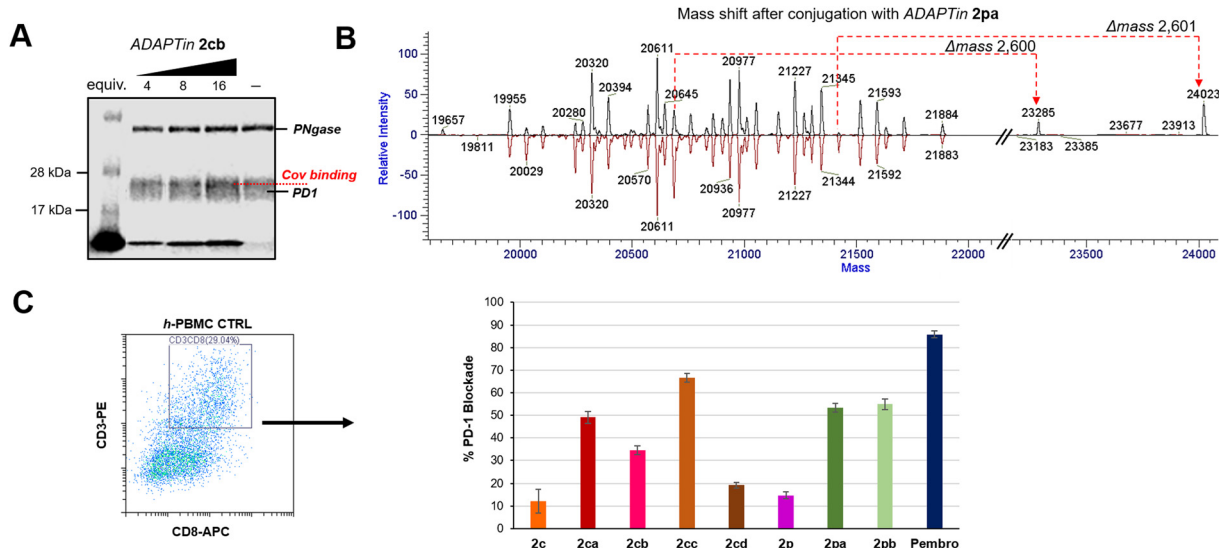 A
ADAPTin 2cb
equiv. 4 8 16 –
PNgase
28 kDa
Cov binding
PD1
17 kDa
B
Mass shift after conjugation with ADAPTin 2pa
Δmass 2,601
Δmass 2,600
Relative Intensity
100
50
0
-50
-100
20611
20320
20977
20394
21227
21345
20645
19955
20280
21593
24023
19657
21884
23285
23677
23913
19811
20029
20570
20936
21344
21592
21883
23183
23385
20320
20977
21227
20611
20000 20500 21000 21500 22000 23500 24000
Mass
C
h-PBMC CTRL
CD3CD8(29.04%)
CD3-PE
CD8-APC
% PD-1 Blockade
100
90
80
70
60
50
40
30
20
10
0
2c 2ca 2cb 2cc 2cd 2p 2pa 2pb Pembro